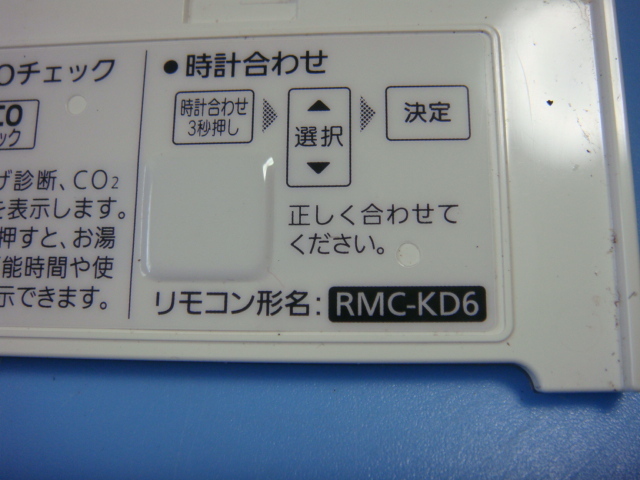 Oチェック
CO
ック
げ診断、CO2
を表示します。
押すと、お湯
能時間や使
示できます。
● 時計合わせ
時計合わせ
3秒押し
▲
選択
▼
決定
正しく合わせて
ください。
リモコン形名：RMC-KD6